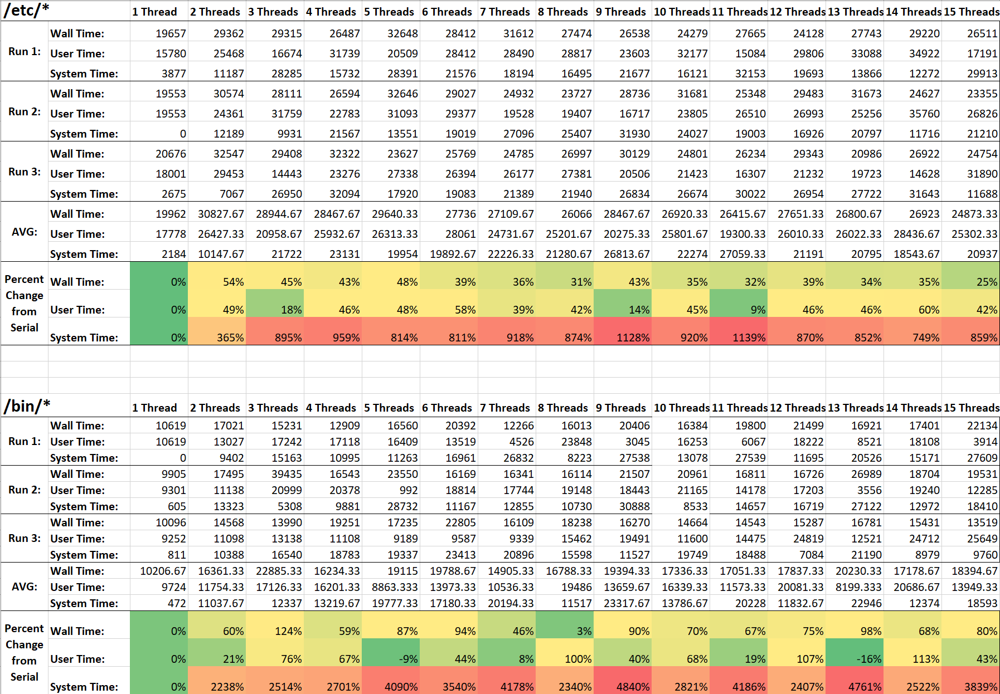 /etc/* 1 Thread 2 Threads 3 Threads 4 Threads 5 Threads 6 Threads 7 Threads 8 Threads 9 Threads 10 Threads 11 Threads 12 Threads 13 Threads 14 Threads 15 Threads
Wall Time: 19657 29362 29315 26487 32648 28412 31612 27474 26538 24279 27665 24128 27743 29220 26511
Run 1: User Time: 15780 25468 16674 31739 20509 28412 28490 28817 23603 32177 15084 29806 33088 34922 17191
System Time: 3877 11187 28285 15732 28391 21576 18194 16495 21677 16121 32153 19693 13866 12272 29913
Wall Time: 19553 30574 28111 26594 32646 29027 24932 23727 28736 31681 25348 29483 31673 24627 23355
Run 2: User Time: 19553 24361 31759 22783 31093 29377 19528 19407 16717 23805 26510 26993 25256 35760 26826
System Time: 0 12189 9931 21567 13551 19019 27096 25407 31930 24027 19003 16926 20797 11716 21210
Wall Time: 20676 32547 29408 32322 23627 25769 24785 26997 30129 24801 26234 29343 20986 26922 24754
Run 3: User Time: 18001 29453 14443 23276 27338 26394 26177 27381 20506 21423 16307 21232 19723 14628 31890
System Time: 2675 7067 26950 32094 17920 19083 21389 21940 26834 26674 30022 26954 27722 31643 11688
Wall Time: 19962 30827.67 28944.67 28467.67 29640.33 27736 27109.67 26066 28467.67 26920.33 26415.67 27651.33 26800.67 26923 24873.33
AVG: User Time: 17778 26427.33 20958.67 25932.67 26313.33 28061 24731.67 25201.67 20275.33 25801.67 19300.33 26010.33 26022.33 28436.67 25302.33
System Time: 2184 10147.67 21722 23131 19954 19892.67 22226.33 21280.67 26813.67 22274 27059.33 21191 20795 18543.67 20937
Percent
Change
from
Serial
Wall Time: 0% 54% 45% 43% 48% 39% 36% 31% 43% 35% 32% 39% 34% 35% 25%
User Time: 0% 49% 18% 46% 48% 58% 39% 42% 14% 45% 9% 46% 46% 60% 42%
System Time: 0% 365% 895% 959% 814% 811% 918% 874% 1128% 920% 1139% 870% 852% 749% 859%
/bin/* 1 Thread 2 Threads 3 Threads 4 Threads 5 Threads 6 Threads 7 Threads 8 Threads 9 Threads 10 Threads 11 Threads 12 Threads 13 Threads 14 Threads 15 Threads
Wall Time: 10619 17021 15231 12909 16560 20392 12266 16013 20406 16384 19800 21499 16921 17401 22134
Run 1: User Time: 10619 13027 17242 17118 16409 13519 4526 23848 3045 16253 6067 18222 8521 18108 3914
System Time: 0 9402 15163 10995 11263 16961 26832 8223 27538 13078 27539 11695 20526 15171 27609
Wall Time: 9905 17495 39435 16543 23550 16169 16341 16114 21507 20961 16811 16726 26989 18704 19531
Run 2: User Time: 9301 11138 20999 20378 992 18814 17744 19148 18443 21165 14178 17203 3556 19240 12285
System Time: 605 13323 5308 9881 28732 11167 12855 10730 30888 8533 14657 16719 27122 12972 18410
Wall Time: 10096 14568 13990 19251 17235 22805 16109 18238 16270 14664 14543 15287 16781 15431 13519
Run 3: User Time: 9252 11098 13138 11108 9189 9587 9339 15462 19491 11600 14475 24819 12521 24712 25649
System Time: 811 10388 16540 18783 19337 23413 20896 15598 11527 19749 18488 7084 21190 8979 9760
Wall Time: 10206.67 16361.33 22885.33 16234.33 19115 19788.67 14905.33 16788.33 19394.33 17336.33 17051.33 17837.33 20230.33 17178.67 18394.67
AVG: User Time: 9724 11754.33 17126.33 16201.33 8863.333 13973.33 10536.33 19486 13659.67 16339.33 11573.33 20081.33 8199.333 20686.67 13949.33
System Time: 472 11037.67 12337 13219.67 19777.33 17180.33 20194.33 11517 23317.67 13786.67 20228 11832.67 22946 12374 18593
Percent
Change
from
Serial
Wall Time: 0% 60% 124% 59% 87% 94% 46% 3% 90% 70% 67% 75% 98% 68% 80%
User Time: 0% 21% 76% 67% -9% 44% 8% 100% 40% 68% 19% 107% -16% 113% 43%
System Time: 0% 2238% 2514% 2701% 4090% 3540% 4178% 2340% 4840% 2821% 4186% 2407% 4761% 2522% 3839%